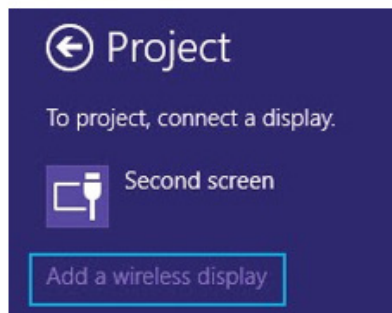 Project
To project, connect a display.
Second screen
Add a wireless display